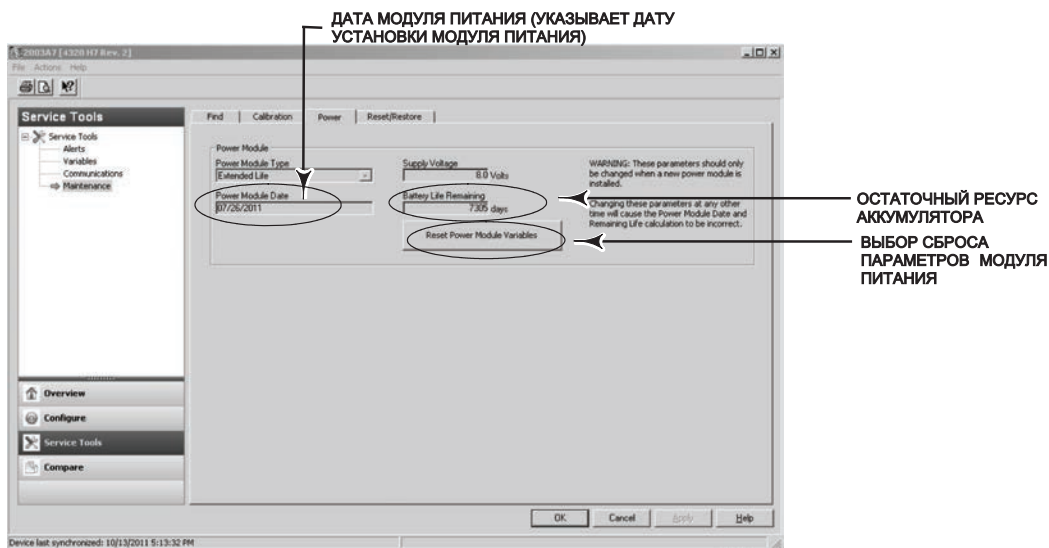 ДАТА МОДУЛЯ ПИТАНИЯ (УКАЗЫВАЕТ ДАТУ
УСТАНОВКИ МОДУЛЯ ПИТАНИЯ)
2003A7 [4320 H7 Rev. 2]
File Actions Help
Service Tools
Service Tools
Alerts
Variables
Communications
Maintenance
Find
Calibration
Power
Reset/Restore
Power Module
Power Module Type
Extended Life
Power Module Date
07/26/2011
Supply Voltage
8.0 Volts
Battery Life Remaining
7305 days
Reset Power Module Variables
WARNING: These parameters should only
be changed when a new power module is
installed.
Changing these parameters at any other
time will cause the Power Module Date and
Remaining Life calculation to be incorrect.
ОСТАТОЧНЫЙ РЕСУРС
АККУМУЛЯТОРА
ВЫБОР СБРОСА
ПАРАМЕТРОВ МОДУЛЯ
ПИТАНИЯ
Overview
Configure
Service Tools
Compare
OK
Cancel
Apply
Help
Device last synchronized: 10/13/2011 5:13:32 PM